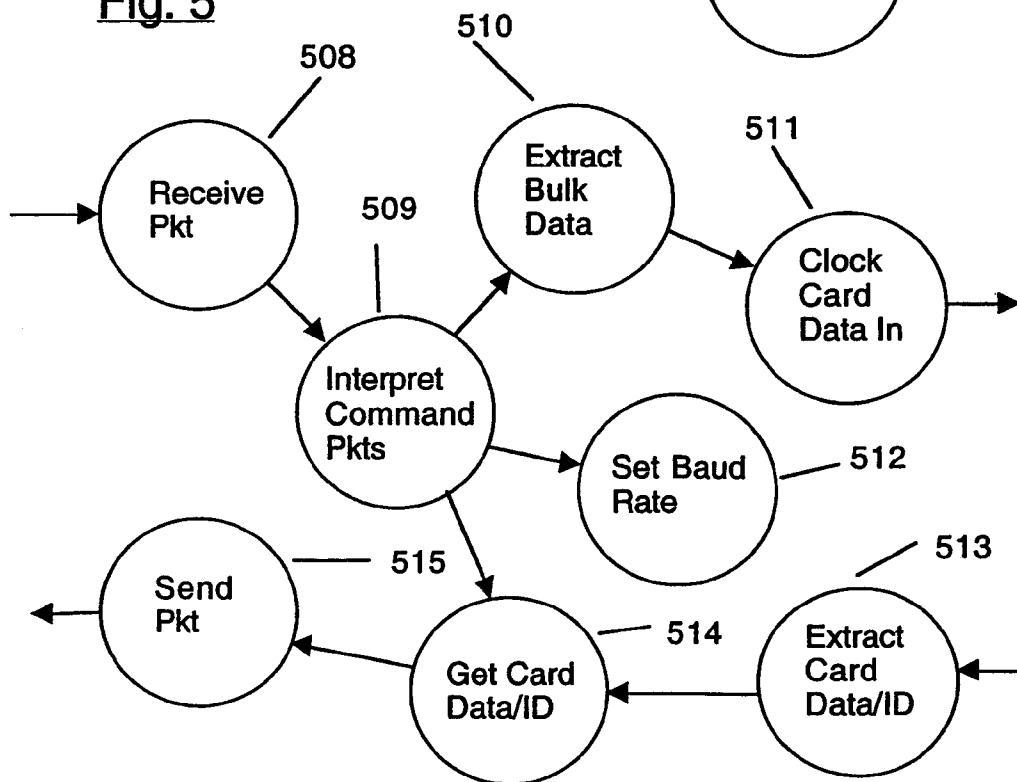 Fig. 5
510
508
511
Extract
Bulk
Data
Receive
Pkt
509
Clock
Card
Data In
Interpret
Command
Pkts
Set Baud
Rate
512
513
515
Send
Pkt
514
Extract
Card
Data/ID
Get Card
Data/ID